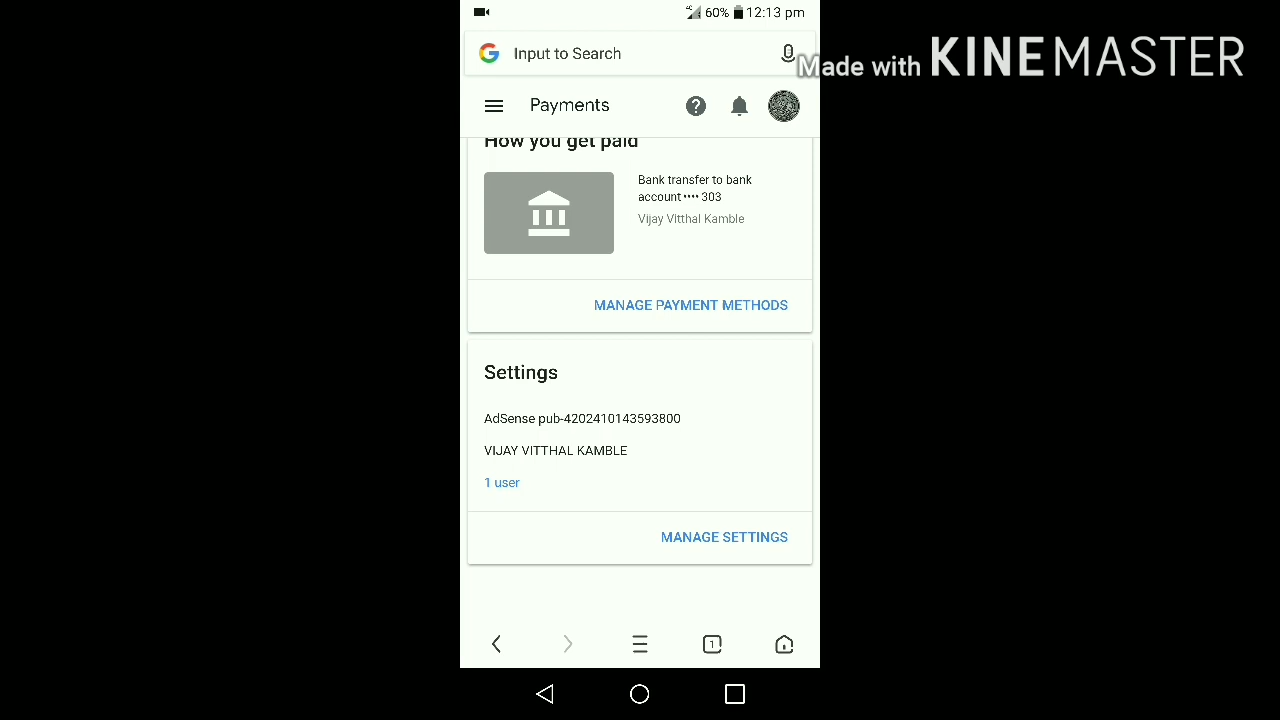 60% 12:13 pm
Input to Search
Made with KINEMASTER
Payments
How you get paid
Bank transfer to bank
account •••• 303
Vijay Vitthal Kamble
MANAGE PAYMENT METHODS
Settings
AdSense pub-4202410143593800
VIJAY VITTHAL KAMBLE
1 user
MANAGE SETTINGS
1